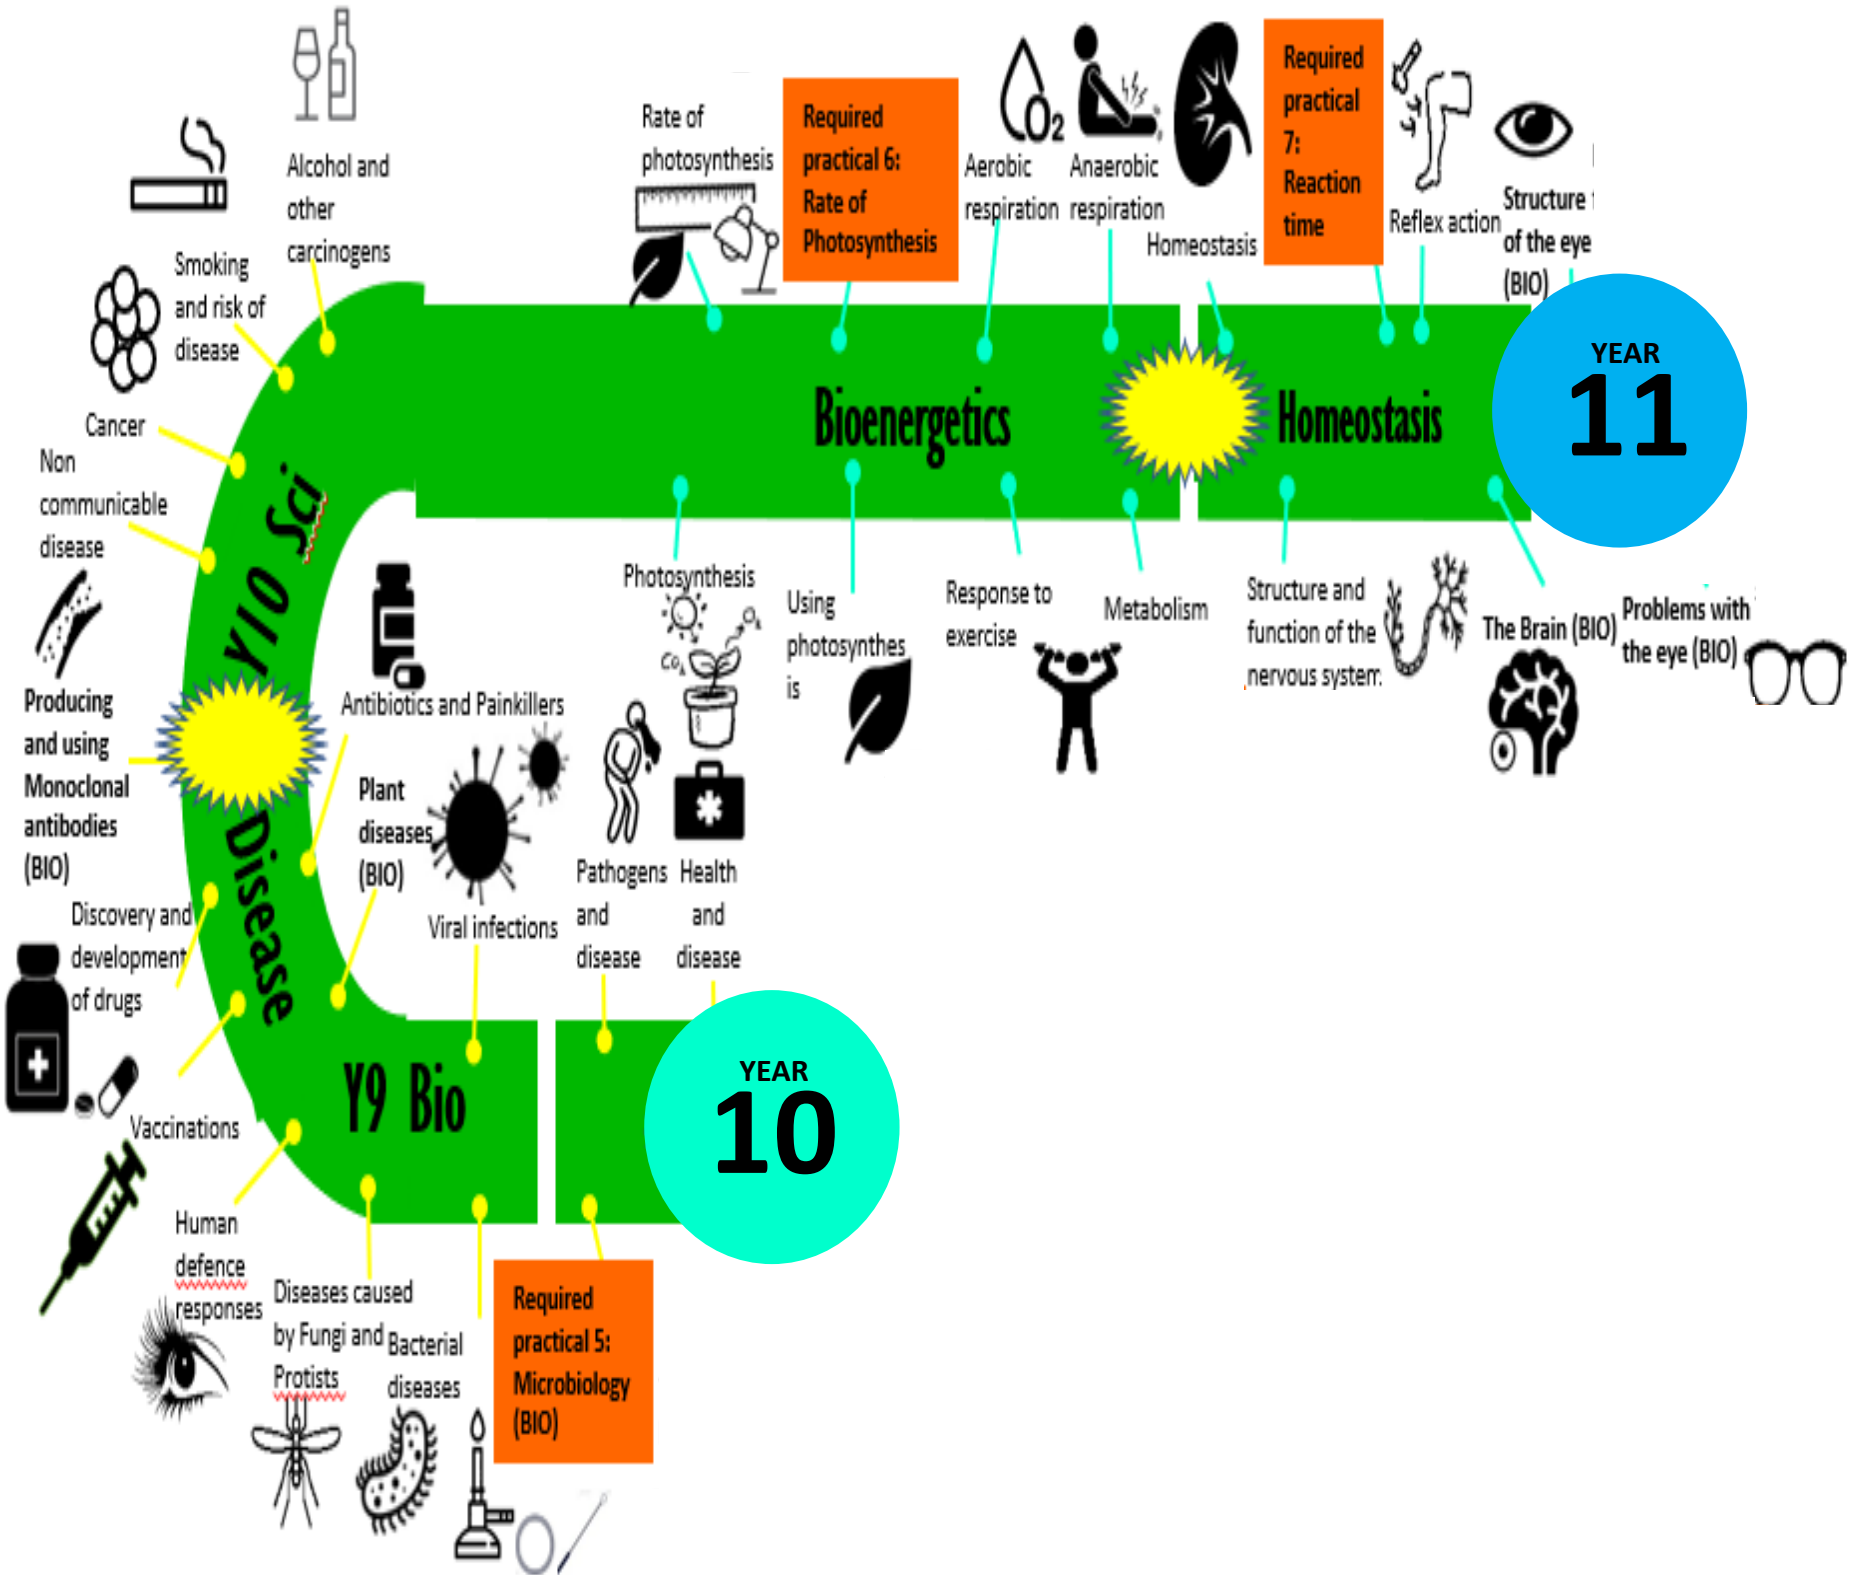 Alcohol and
other
carcinogens
Smoking
and risk of
disease
Cancer
Non
communicable
disease
Producing
and using
Monoclonal
antibodies
(BIO)
Discovery and
development
of drugs
Vaccinations
Human
defence
responses
Diseases caused
by Fungi and
Protists
Bacterial
diseases
Required
practical 5:
Microbiology
(BIO)
Y10 Sci
Disease
Y9 Bio
Antibiotics and Painkillers
Plant
diseases
(BIO)
Viral infections
Pathogens
and
disease
Health
and
disease
YEAR
10
Rate of
photosynthesis
Required
practical 6:
Rate of
Photosynthesis
O2
Aerobic
respiration
Anaerobic
respiration
Homeostasis
Required
practical
7:
Reaction
time
Reflex action
Structure
of the eye
(BIO)
Bioenergetics
Homeostasis
YEAR
11
Photosynthesis
Co₂
O₂
Using
photosynthes
is
Response to
exercise
Metabolism
Structure and
function of the
nervous system.
The Brain (BIO)
Problems with
the eye (BIO)